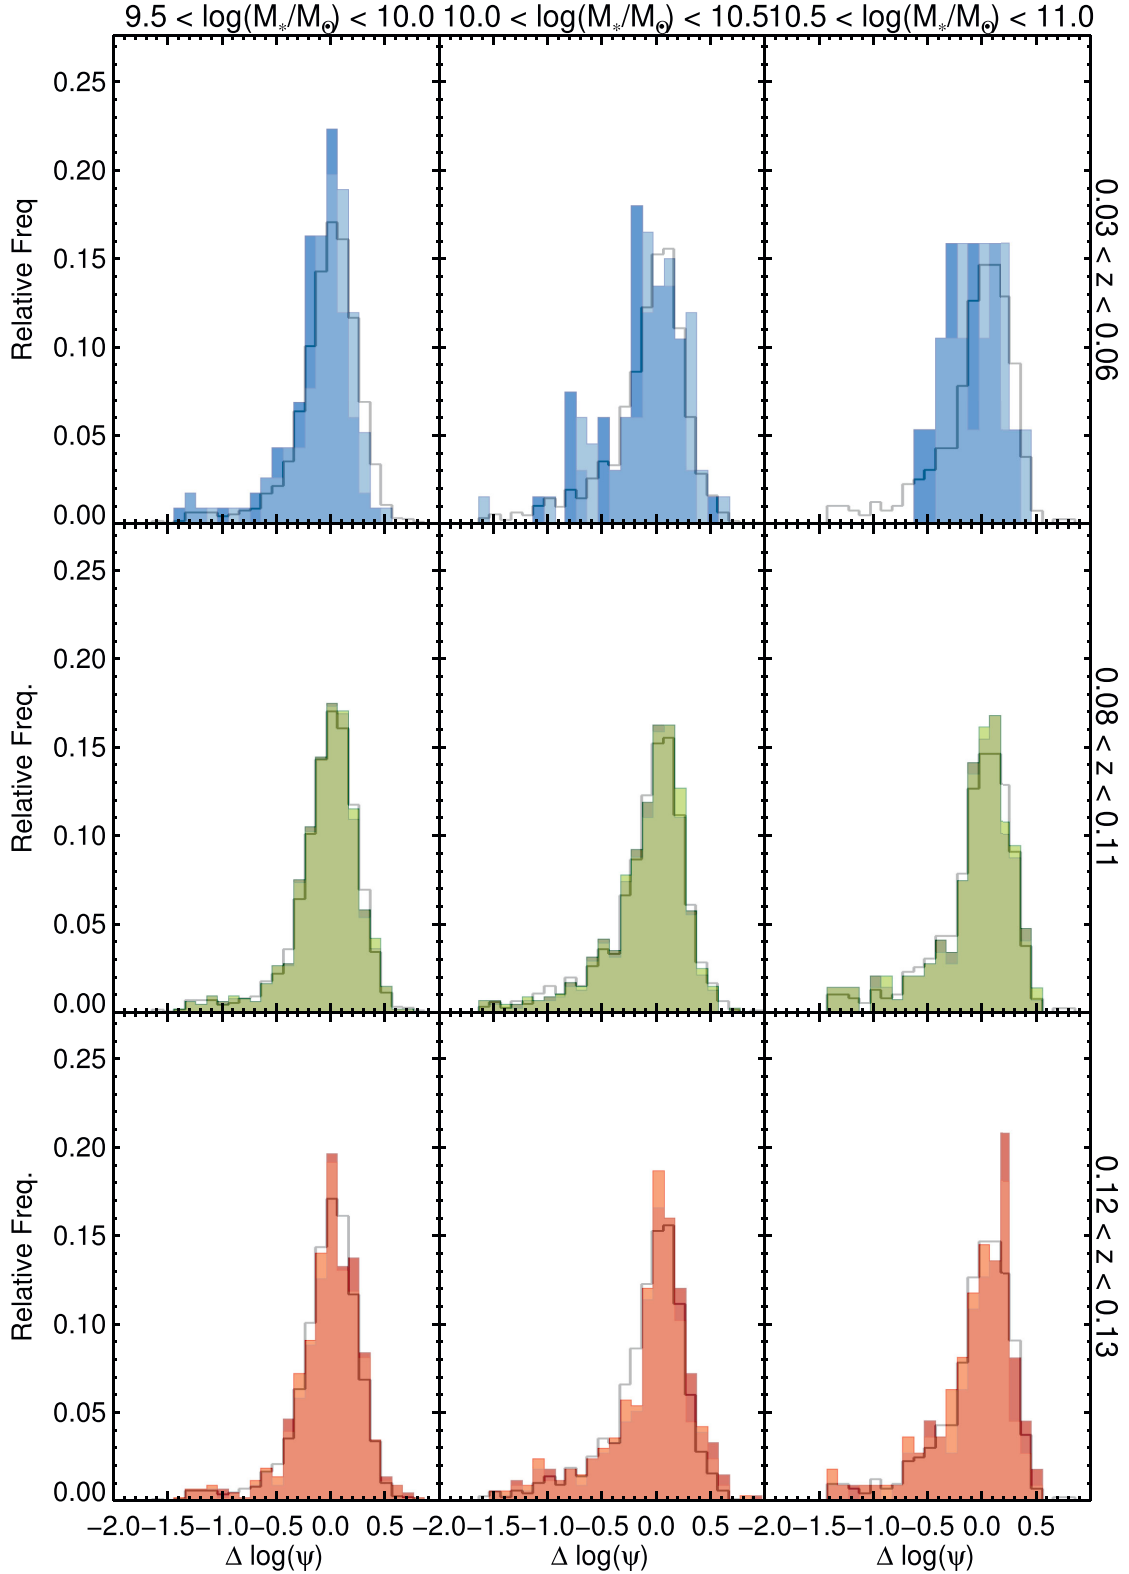 9.5 < log(M*/M☉) < 10.0 10.0 < log(M*/M☉) < 10.5 10.5 < log(M*/M☉) < 11.0
0.25
0.20
0.15
0.10
0.05
0.00
Relative Freq
0.03 < z < 0.06
0.25
0.20
0.15
0.10
0.05
0.00
Relative Freq.
0.08 < z < 0.11
0.25
0.20
0.15
0.10
0.05
0.00
Relative Freq.
0.12 < z < 0.13
−2.0 −1.5 −1.0 −0.5 0.0 0.5 −2.0 −1.5 −1.0 −0.5 0.0 0.5 −2.0 −1.5 −1.0 −0.5 0.0 0.5
Δ log(ψ) Δ log(ψ) Δ log(ψ)